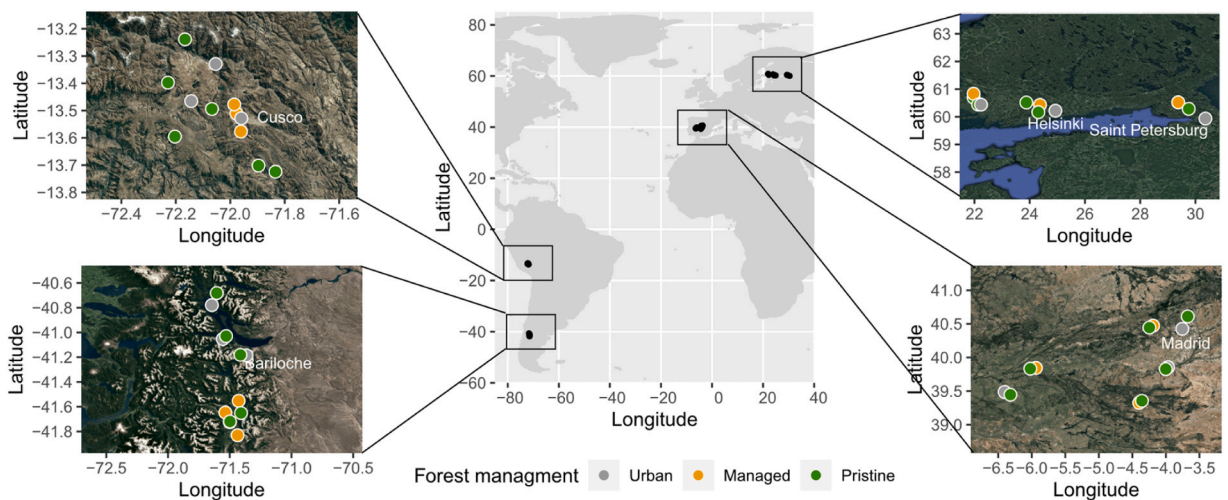 −13.2
−13.3
−13.4
−13.5
−13.6
−13.7
−13.8
Latitude
Cusco
−72.4 −72.2 −72.0 −71.8 −71.6
Longitude
−40.6
−40.8
−41.0
−41.2
−41.4
−41.6
−41.8
Latitude
Bariloche
−72.5 −72.0 −71.5 −71.0 −70.5
Longitude
80
60
40
20
0
−20
−40
−60
Latitude
−80 −60 −40 −20 0 20 40
Longitude
63
62
61
60
59
58
Latitude
Helsinki
Saint Petersburg
22 24 26 28 30
Longitude
41.0
40.5
40.0
39.5
39.0
Latitude
Madrid
−6.5 −6.0 −5.5 −5.0 −4.5 −4.0 −3.5
Longitude
Forest managment Urban Managed Pristine